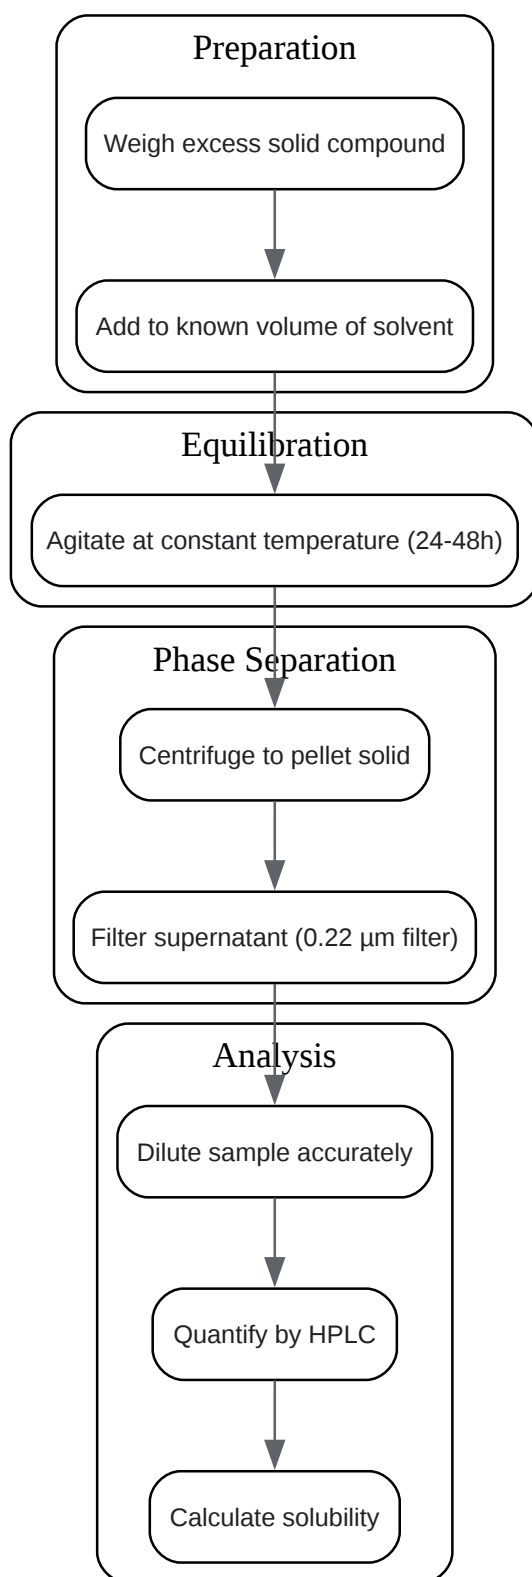 Preparation
Weigh excess solid compound
Add to known volume of solvent
Equilibration
Agitate at constant temperature (24-48h)
Phase Separation
Centrifuge to pellet solid
Filter supernatant (0.22 µm filter)
Analysis
Dilute sample accurately
Quantify by HPLC
Calculate solubility